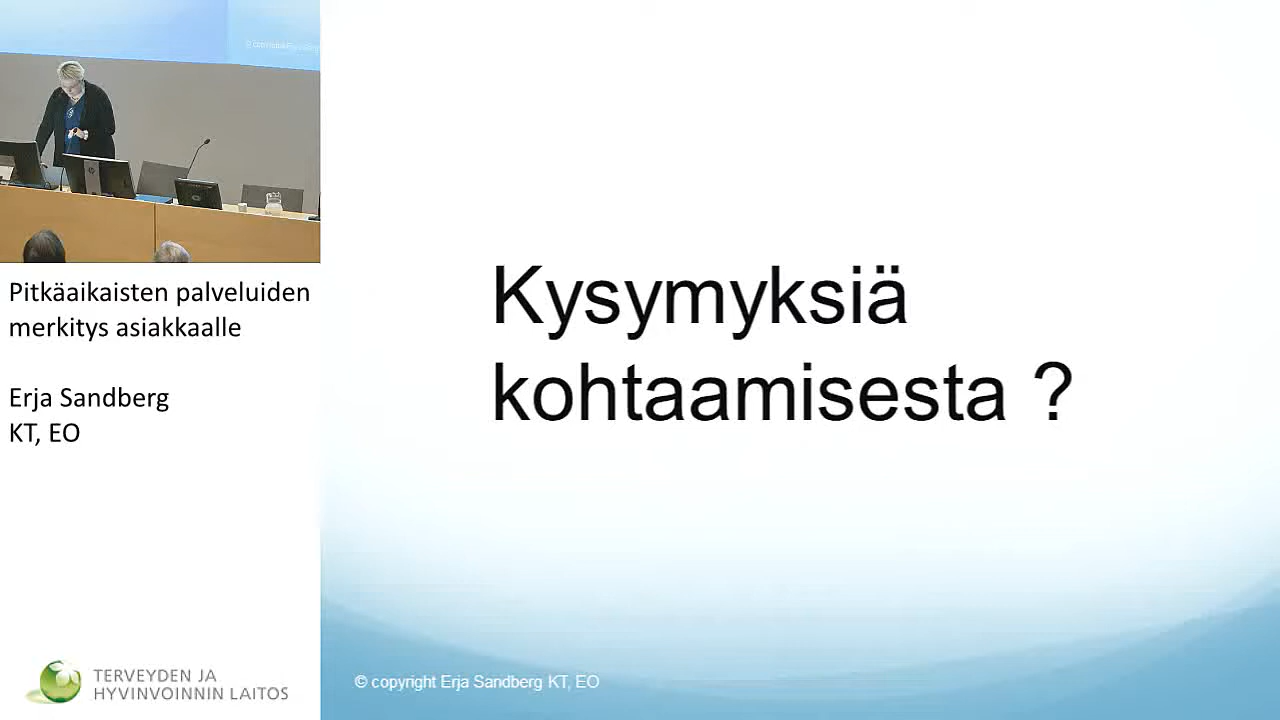 Pitkäaikaisten palveluiden
merkitys asiakkaalle
Erja Sandberg
KT, EO
TERVEYDEN JA
HYVINVOINNIN LAITOS
Kysymyksiä
kohtaamisesta ?
© copyright Erja Sandberg KT, EO